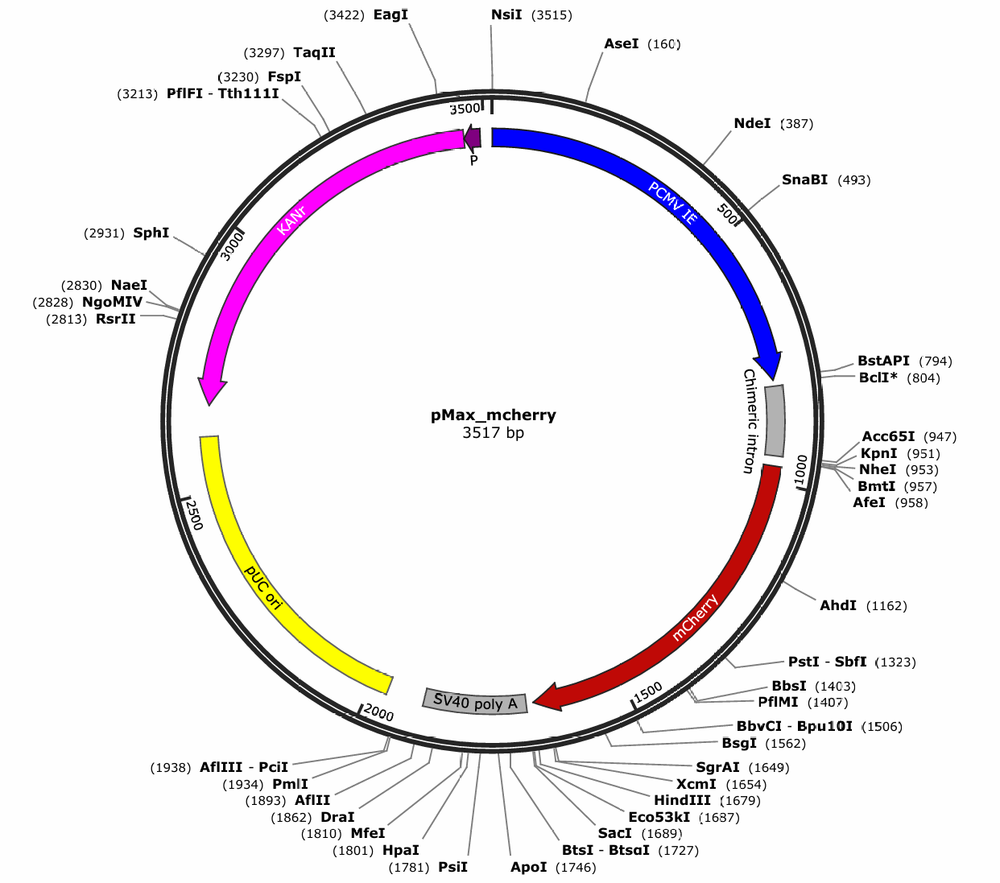 (3422) EagI
NsiI (3515)
AseI (160)
(3297) TaqII
(3230) FspI
(3213) PflFI - Tth111I
3500
P
NdeI (387)
SnaBI (493)
PCMV IE
500
KANr
3000
(2931) SphI
(2830) NaeI
(2828) NgoMIV
(2813) RsrII
BstAPI (794)
BclI* (804)
Chimeric intron
pMax_mcherry
3517 bp
Acc65I (947)
KpnI (951)
NheI (953)
BmtI (957)
AfeI (958)
1000
2500
pUC ori
mCherry
AhdI (1162)
PstI - SbfI (1323)
BbsI (1403)
PflMI (1407)
1500
SV40 poly A
2000
BbvCI - Bpu10I (1506)
BsgI (1562)
(1938) AflIII - PciI
(1934) PmlI
(1893) AflII
(1862) DraI
(1810) MfeI
(1801) HpaI
(1781) PsiI
SgrAI (1649)
XcmI (1654)
HindIII (1679)
Eco53kI (1687)
SacI (1689)
BtsI - BtsαI (1727)
ApoI (1746)